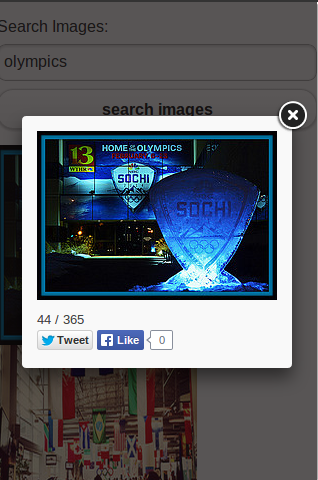 Search Images:
olympics
search images
13
WTHR
HOME of the OLYMPICS
SOCHI
SOCHI
44 / 365
Tweet
Like
0